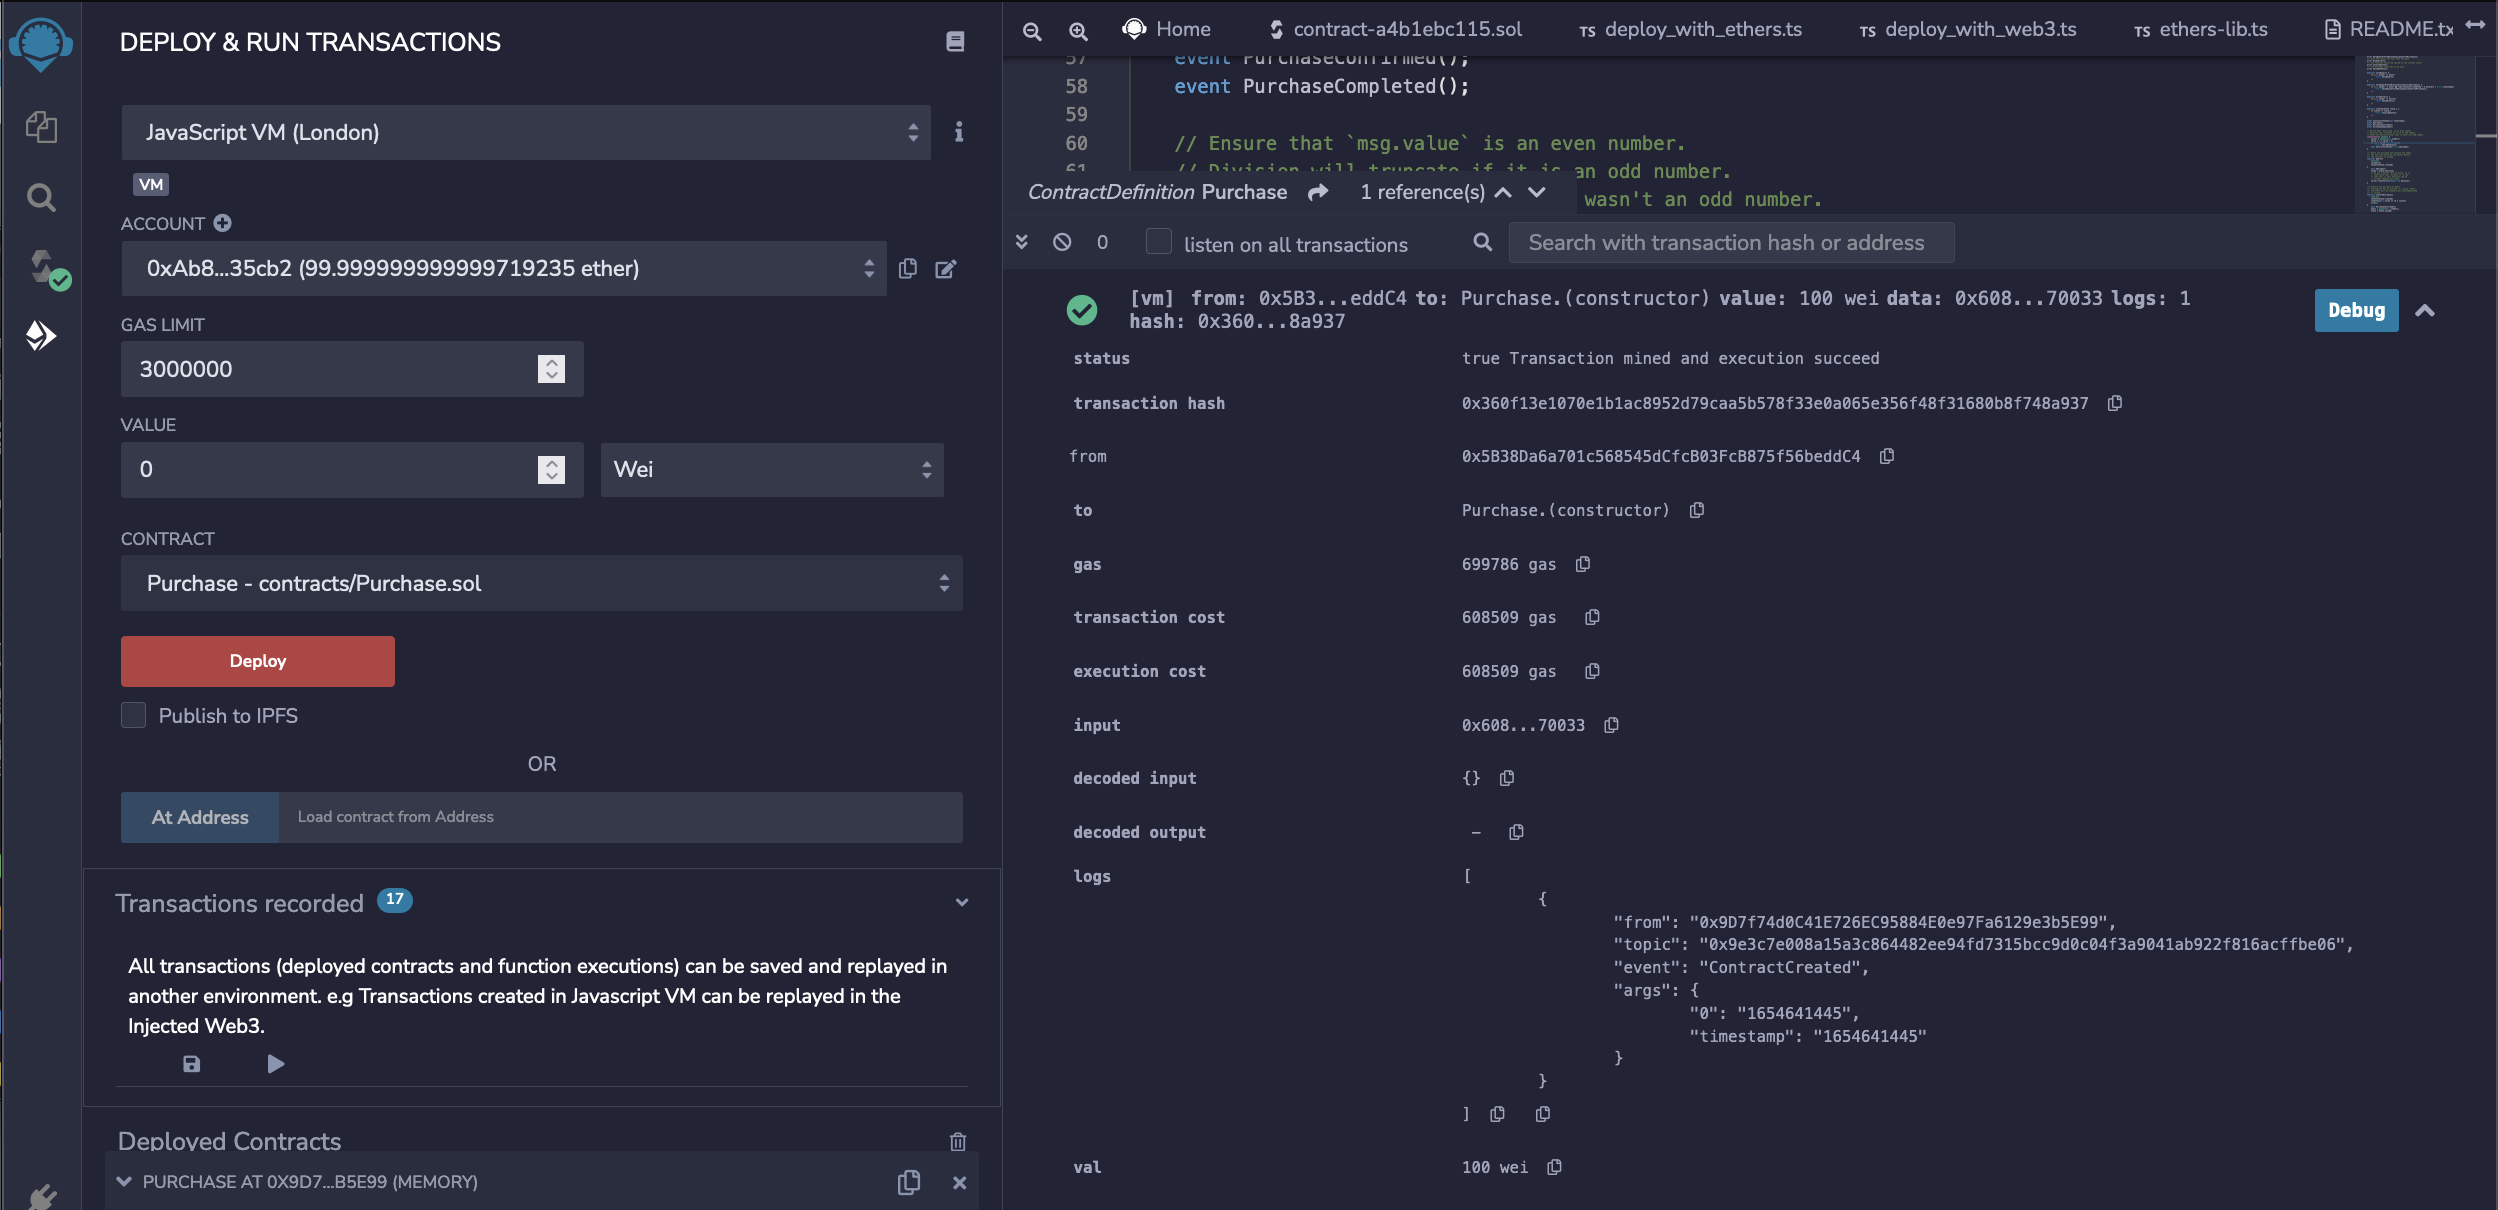 DEPLOY & RUN TRANSACTIONS
JavaScript VM (London)
VM
ACCOUNT
0xAb8...35cb2 (99.999999999999719235 ether)
GAS LIMIT
3000000
VALUE
0
Wei
CONTRACT
Purchase - contracts/Purchase.sol
Deploy
Publish to IPFS
OR
At Address
Load contract from Address
Transactions recorded 17
All transactions (deployed contracts and function executions) can be saved and replayed in
another environment. e.g Transactions created in Javascript VM can be replayed in the
Injected Web3.
Deployed Contracts
PURCHASE AT 0X9D7...B5E99 (MEMORY)
Home
contract-a4b1ebc115.sol
TS deploy_with_ethers.ts
TS deploy_with_web3.ts
TS ethers-lib.ts
README.tx
57 event PurchaseConfirmed();
58 event PurchaseCompleted();
59
60 // Ensure that `msg.value` is an even number.
61 // Division will truncate if it is an odd number.
wasn't an odd number.
ContractDefinition Purchase 1 reference(s)
0 listen on all transactions
Search with transaction hash or address
[vm] from: 0x5B3...eddC4 to: Purchase.(constructor) value: 100 wei data: 0x608...70033 logs: 1
hash: 0x360...8a937
Debug
status true Transaction mined and execution succeed
transaction hash 0x360f13e1070e1b1ac8952d79caa5b578f33e0a065e356f48f31680b8f748a937
from 0x5B38Da6a701c568545dCfcB03FcB875f56beddC4
to Purchase.(constructor)
gas 699786 gas
transaction cost 608509 gas
execution cost 608509 gas
input 0x608...70033
decoded input {}
decoded output –
logs [
{
"from": "0x9D7f74d0C41E726EC95884E0e97Fa6129e3b5E99",
"topic": "0x9e3c7e008a15a3c864482ee94fd7315bcc9d0c04f3a9041ab922f816acffbe06",
"event": "ContractCreated",
"args": {
"0": "1654641445",
"timestamp": "1654641445"
}
}
]
val 100 wei